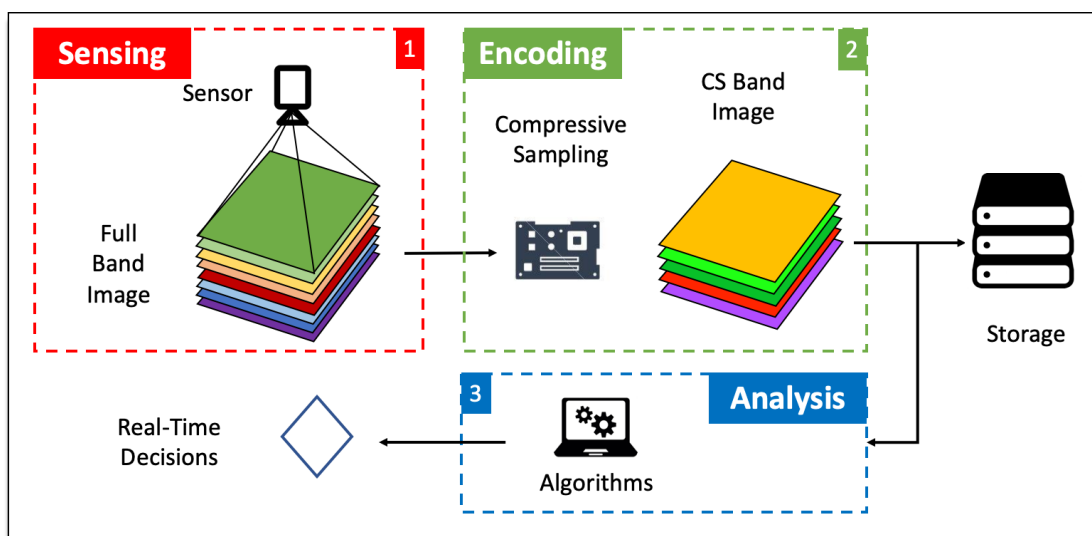 Sensing
1
Sensor
Full
Band
Image
Encoding
2
Compressive
Sampling
CS Band
Image
Storage
3
Analysis
Algorithms
Real-Time
Decisions